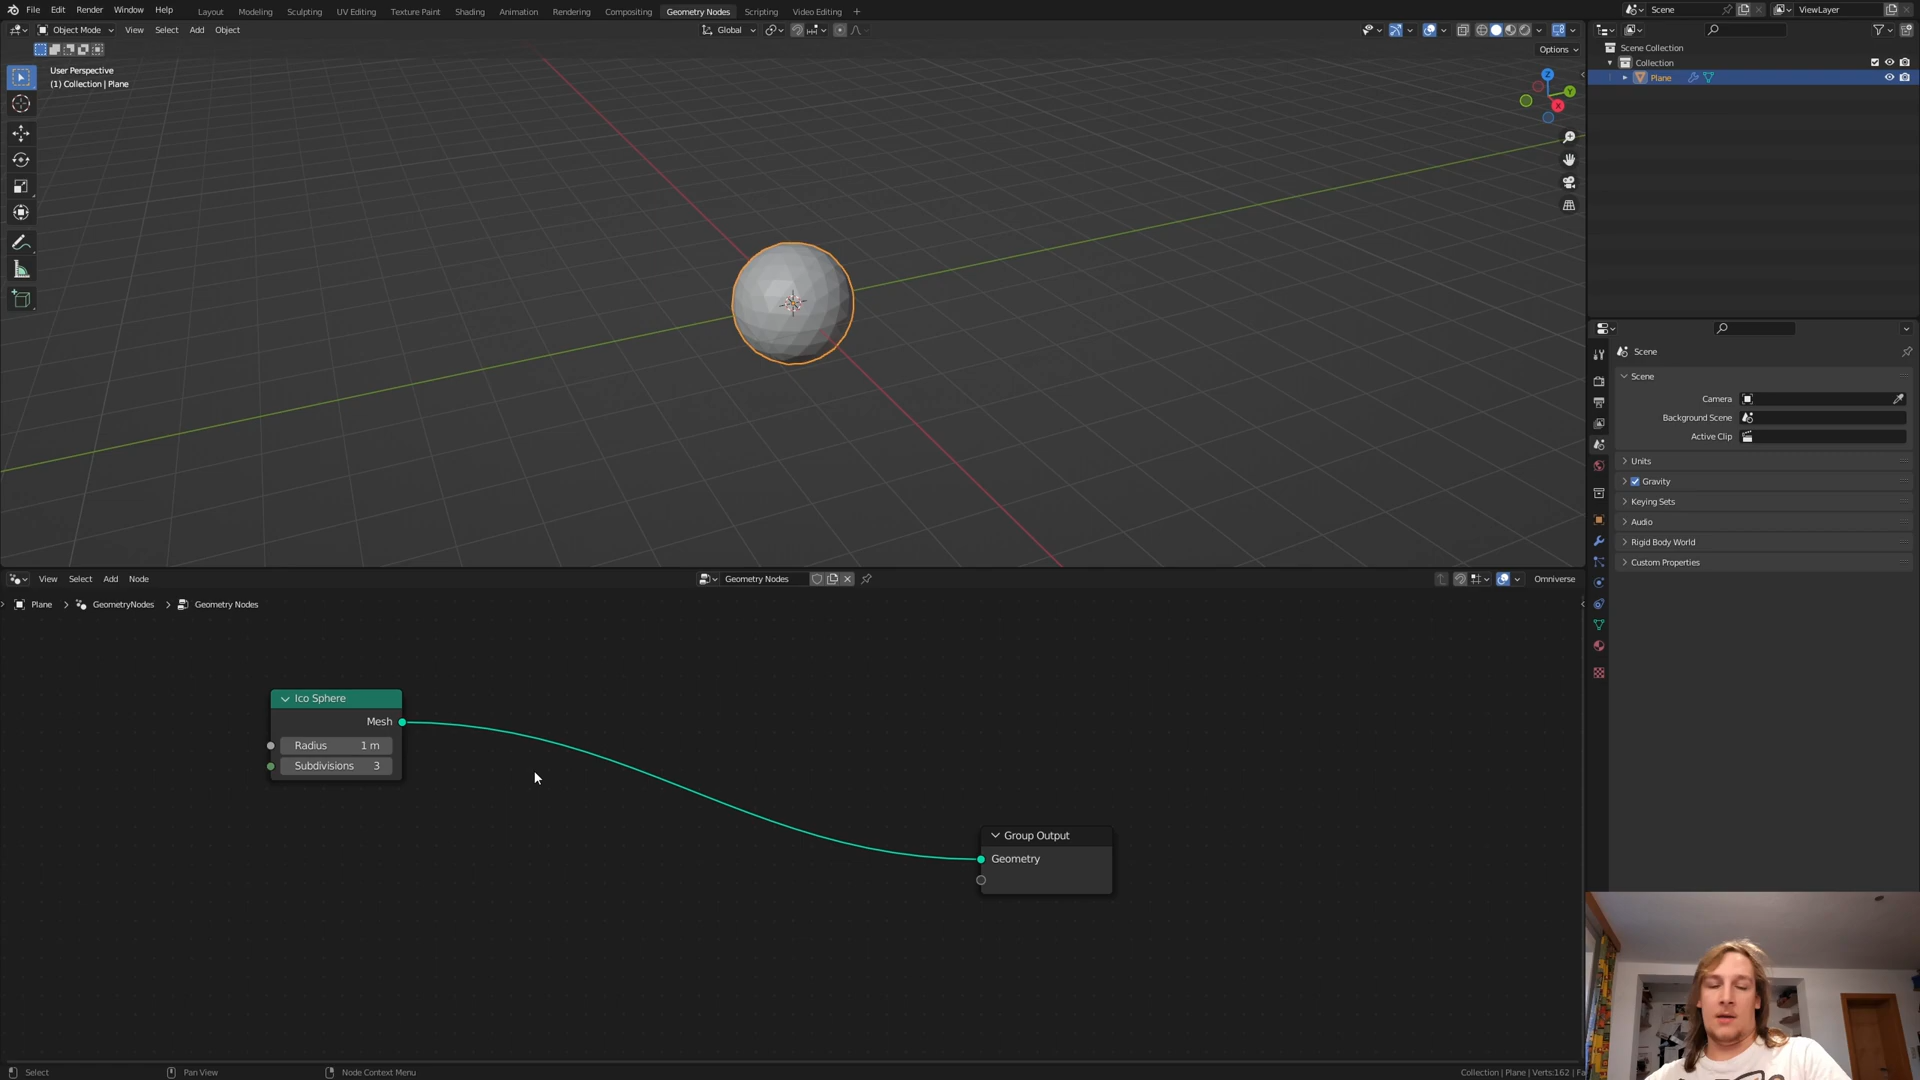 File Edit Render Window Help Layout Modeling Sculpting UV Editing Texture Paint Shading Animation Rendering Compositing Geometry Nodes Scripting Video Editing + Scene ViewLayer
Object Mode View Select Add Object Global
Options
User Perspective
(1) Collection | Plane
Z
Y
X
Scene Collection
Collection
Plane
Scene
Scene
Camera
Background Scene
Active Clip
Units
Gravity
Keying Sets
Audio
Rigid Body World
Custom Properties
View Select Add Node Geometry Nodes Omniverse
Plane > GeometryNodes > Geometry Nodes
Ico Sphere
Mesh
Radius 1 m
Subdivisions 3
Group Output
Geometry
Select Pan View Node Context Menu Collection | Plane | Verts:162 | Fa